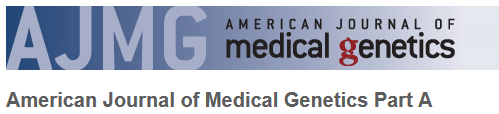 AJMG
AMERICAN JOURNAL OF
medical genetics
American Journal of Medical Genetics Part A